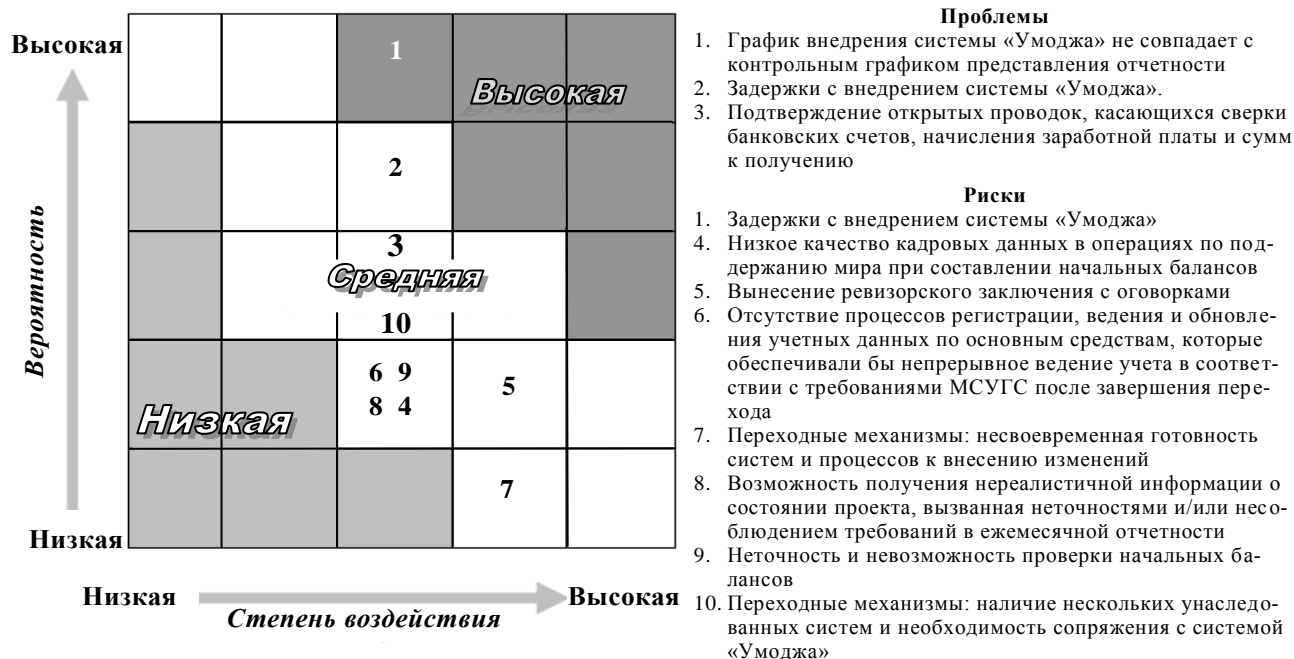 Высокая
1
Высокая
2
Вероятность
3
Средняя
10
6 9
8 4
5
Низкая
7
Низкая
Низкая
Высокая
Степень воздействия
Проблемы
1. График внедрения системы «Умоджа» не совпадает с
контрольным графиком представления отчетности
2. Задержки с внедрением системы «Умоджа».
3. Подтверждение открытых проводок, касающихся сверки
банковских счетов, начисления заработной платы и сумм
к получению
Риски
1. Задержки с внедрением системы «Умоджа»
4. Низкое качество кадровых данных в операциях по под-
держанию мира при составлении начальных балансов
5. Вынесение ревизорского заключения с оговорками
6. Отсутствие процессов регистрации, ведения и обновле-
ния учетных данных по основным средствам, которые
обеспечивали бы непрерывное ведение учета в соответ-
ствии с требованиями МСУГС после завершения пере-
хода
7. Переходные механизмы: несвоевременная готовность
систем и процессов к внесению изменений
8. Возможность получения нереалистичной информации о
состоянии проекта, вызванная неточностями и/или несо-
блюдением требований в ежемесячной отчетности
9. Неточность и невозможность проверки начальных ба-
лансов
10. Переходные механизмы: наличие нескольких унаследо-
ванных систем и необходимость сопряжения с системой
«Умоджа»